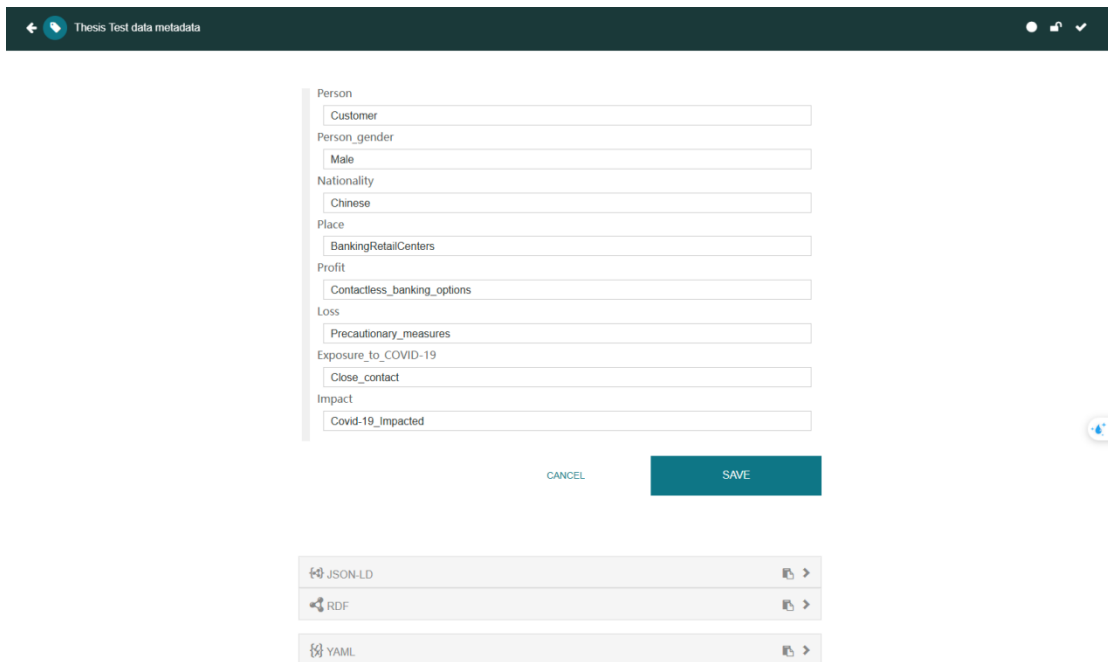 Thesis Test data metadata
Person
Customer
Person_gender
Male
Nationality
Chinese
Place
BankingRetailCenters
Profit
Contactless_banking_options
Loss
Precautionary_measures
Exposure_to_COVID-19
Close_contact
Impact
Covid-19_Impacted
CANCEL SAVE
JSON-LD
RDF
YAML